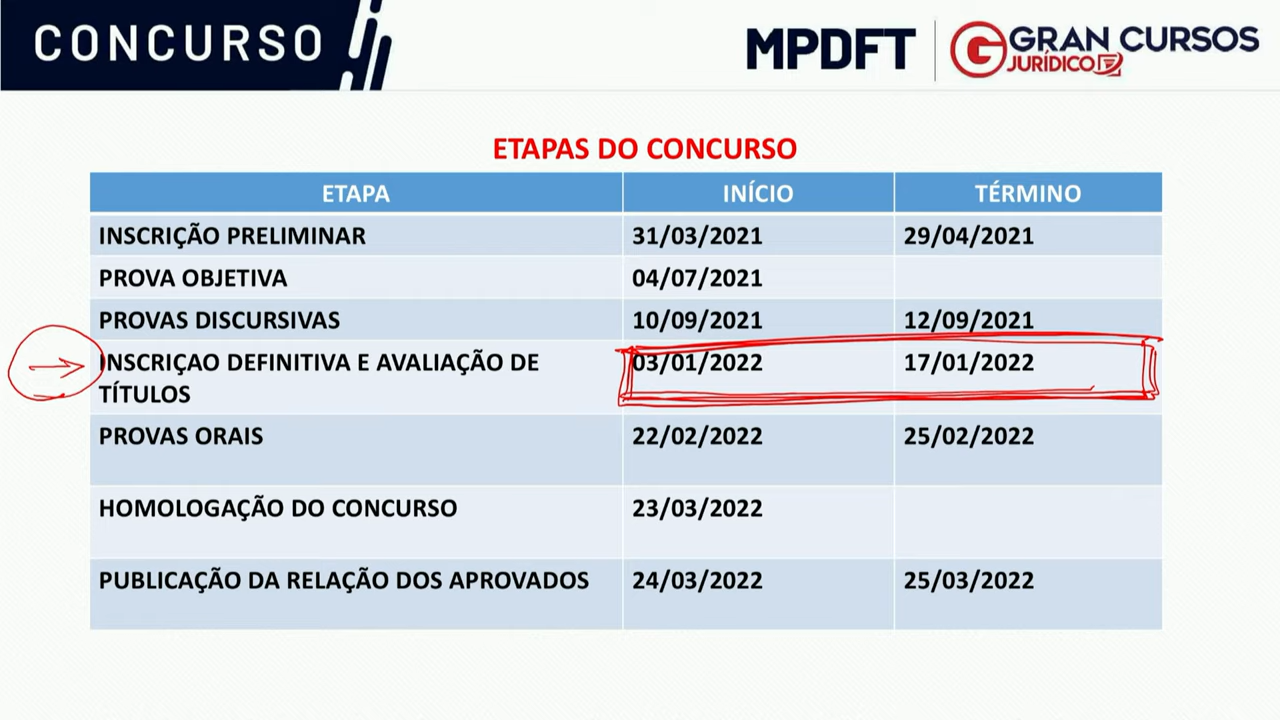 CONCURSO
MPDFT
GRAN CURSOS
JURÍDICO
ETAPAS DO CONCURSO
ETAPA INÍCIO TÉRMINO
INSCRIÇÃO PRELIMINAR 31/03/2021 29/04/2021
PROVA OBJETIVA 04/07/2021
PROVAS DISCURSIVAS 10/09/2021 12/09/2021
INSCRIÇAO DEFINITIVA E AVALIAÇÃO DE 03/01/2022 17/01/2022
TÍTULOS
PROVAS ORAIS 22/02/2022 25/02/2022
HOMOLOGAÇÃO DO CONCURSO 23/03/2022
PUBLICAÇÃO DA RELAÇÃO DOS APROVADOS 24/03/2022 25/03/2022